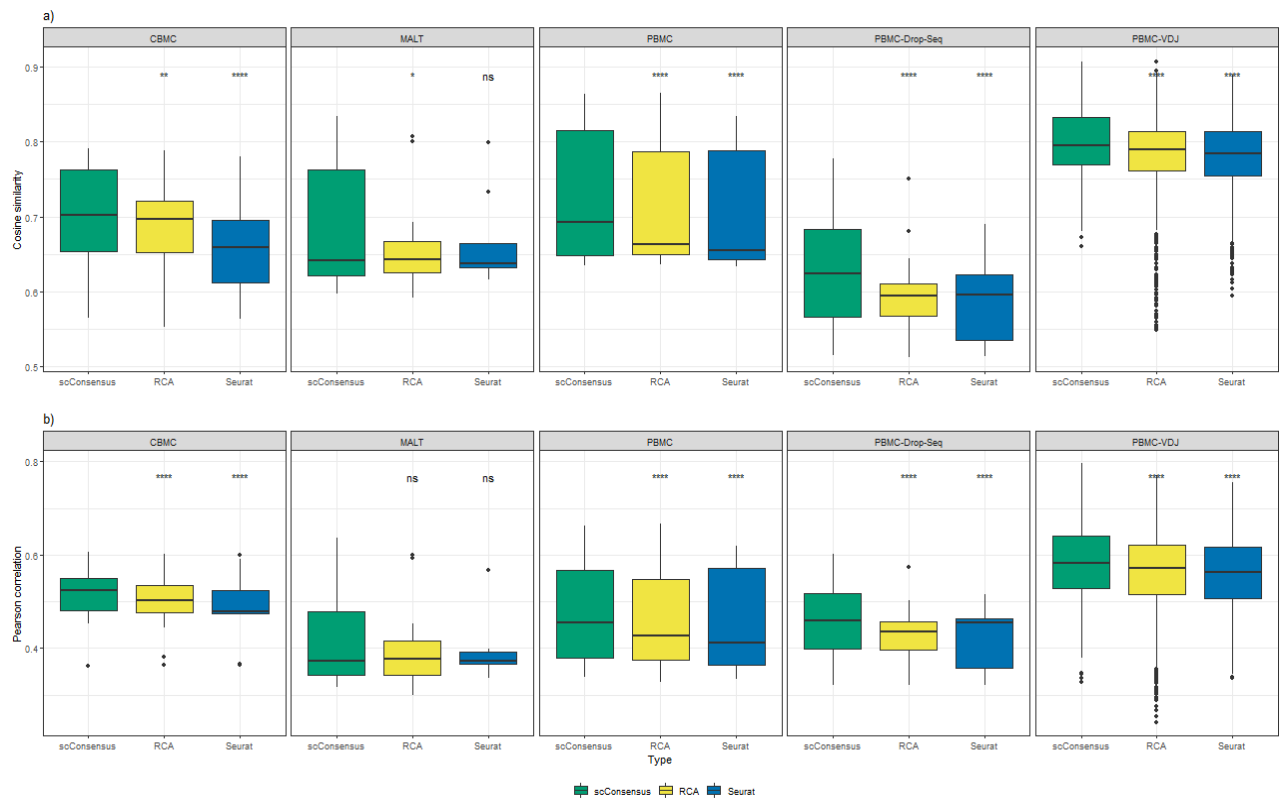 a)
CBMC MALT PBMC PBMC-Drop-Seq PBMC-VDJ
** **** * ns **** **** **** **** **** ****
Cosine similarity
0.9
0.8
0.7
0.6
0.5
scConsensus RCA Seurat scConsensus RCA Seurat scConsensus RCA Seurat scConsensus RCA Seurat scConsensus RCA Seurat
b)
CBMC MALT PBMC PBMC-Drop-Seq PBMC-VDJ
**** **** ns ns **** **** **** **** **** ****
Pearson correlation
0.8
0.6
0.4
scConsensus RCA Seurat scConsensus RCA Seurat scConsensus RCA Seurat scConsensus RCA Seurat scConsensus RCA Seurat
Type
scConsensus RCA Seurat